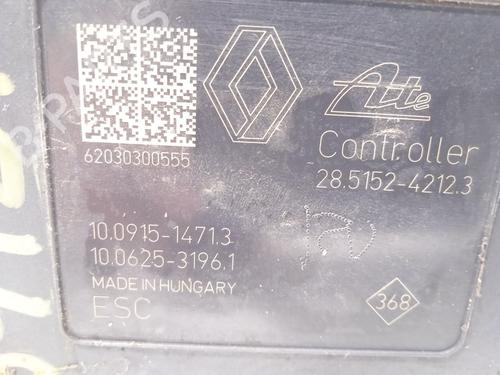 Ate
62030300555
Controller
28.5152-4212.3
10.0915-1471.3
10.0625-3196.1
MADE IN HUNGARY
ESC
368